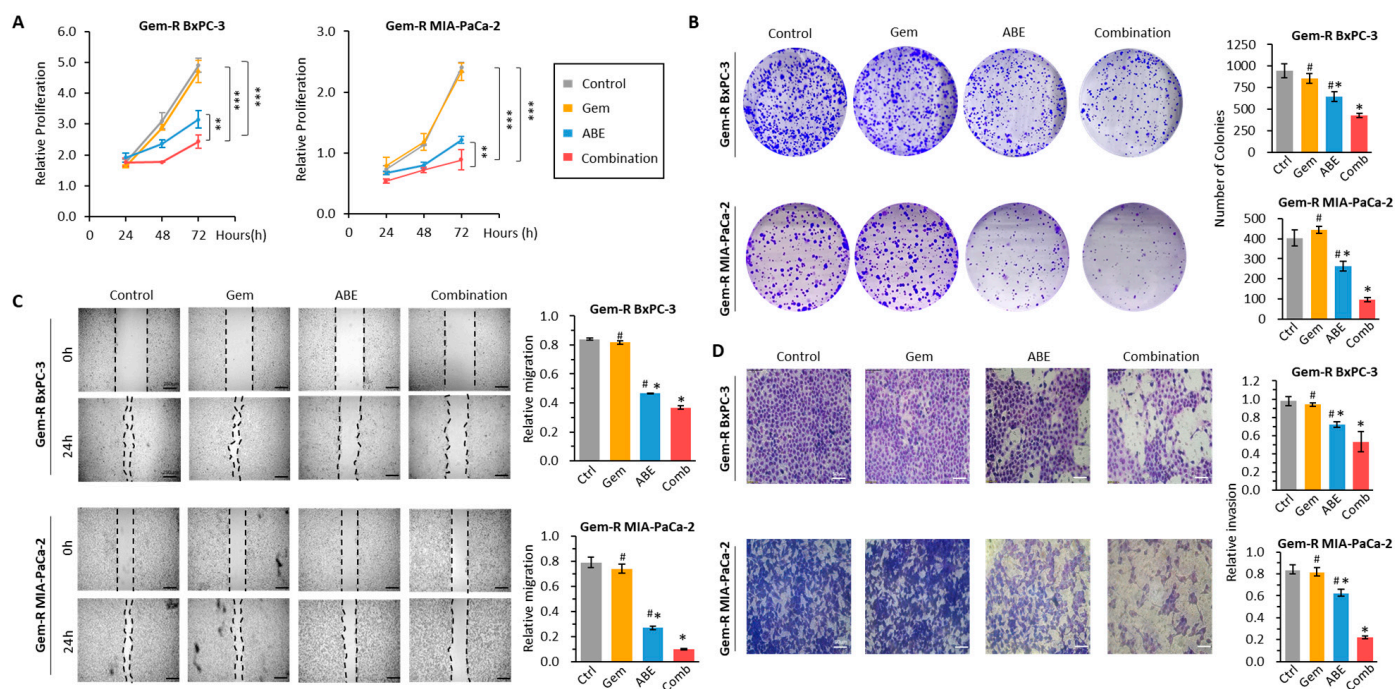 A
Gem-R BxPC-3
Relative Proliferation
6.0
5.0
4.0
3.0
2.0
1.0
0.0
0
24
48
72
Hours(h)
**
***
***
Gem-R MIA-PaCa-2
Relative Proliferation
3.0
2.0
1.0
0.0
0
24
48
72
Hours(h)
**
***
***
Control
Gem
ABE
Combination
B
Control
Gem
ABE
Combination
Gem-R BxPC-3
Gem-R MIA-PaCa-2
Number of Colonies
Gem-R BxPC-3
1250
1000
750
500
250
0
#
#*
*
Ctrl
Gem
ABE
Comb
Gem-R MIA-PaCa-2
500
400
300
200
100
0
#
#*
*
Ctrl
Gem
ABE
Comb
C
Control
Gem
ABE
Combination
Gem-R BxPC-3
0h
24h
Gem-R MIA-PaCa-2
0h
24h
Gem-R BxPC-3
Relative migration
1.0
0.8
0.6
0.4
0.2
0.0
#
#*
*
Ctrl
Gem
ABE
Comb
Gem-R MIA-PaCa-2
Relative migration
1.0
0.8
0.6
0.4
0.2
0.0
#
#*
*
Ctrl
Gem
ABE
Comb
D
Control
Gem
ABE
Combination
Gem-R BxPC-3
Gem-R MIA-PaCa-2
Relative invasion
Gem-R BxPC-3
1.2
1.0
0.8
0.6
0.4
0.2
0.0
#
#*
*
Ctrl
Gem
ABE
Comb
Gem-R MIA-PaCa-2
1.0
0.8
0.6
0.4
0.2
0.0
#
#*
*
Ctrl
Gem
ABE
Comb